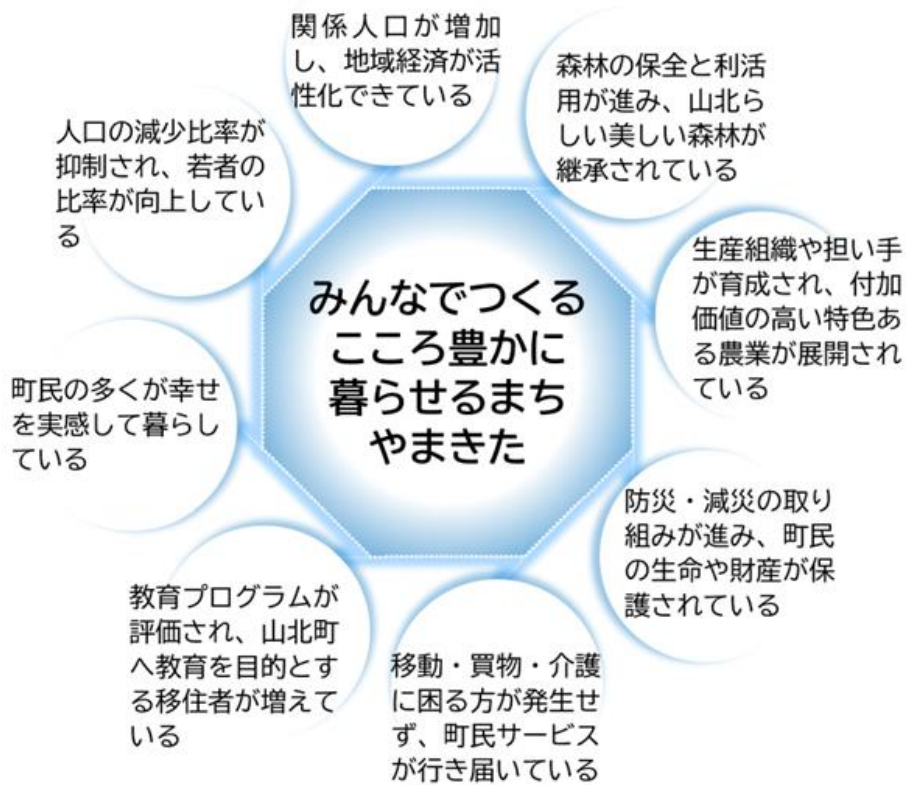 関係人口が増加
し、地域経済が活
性化できている
森林の保全と利活
用が進み、山北ら
しい美しい森林が
継承されている
人口の減少比率が
抑制され、若者の
比率が向上してい
る
生産組織や担い手
が育成され、付加
価値の高い特色あ
る農業が展開され
ている
みんなでつくる
こころ豊かに
暮らせるまち
やまきた
町民の多くが幸せ
を実感して暮らし
ている
防災・減災の取り
組みが進み、町民
の生命や財産が保
護されている
教育プログラムが
評価され、山北町
へ教育を目的とす
る移住者が増えて
いる
移動・買物・介護
に困る方が発生せ
ず、町民サービス
が行き届いている